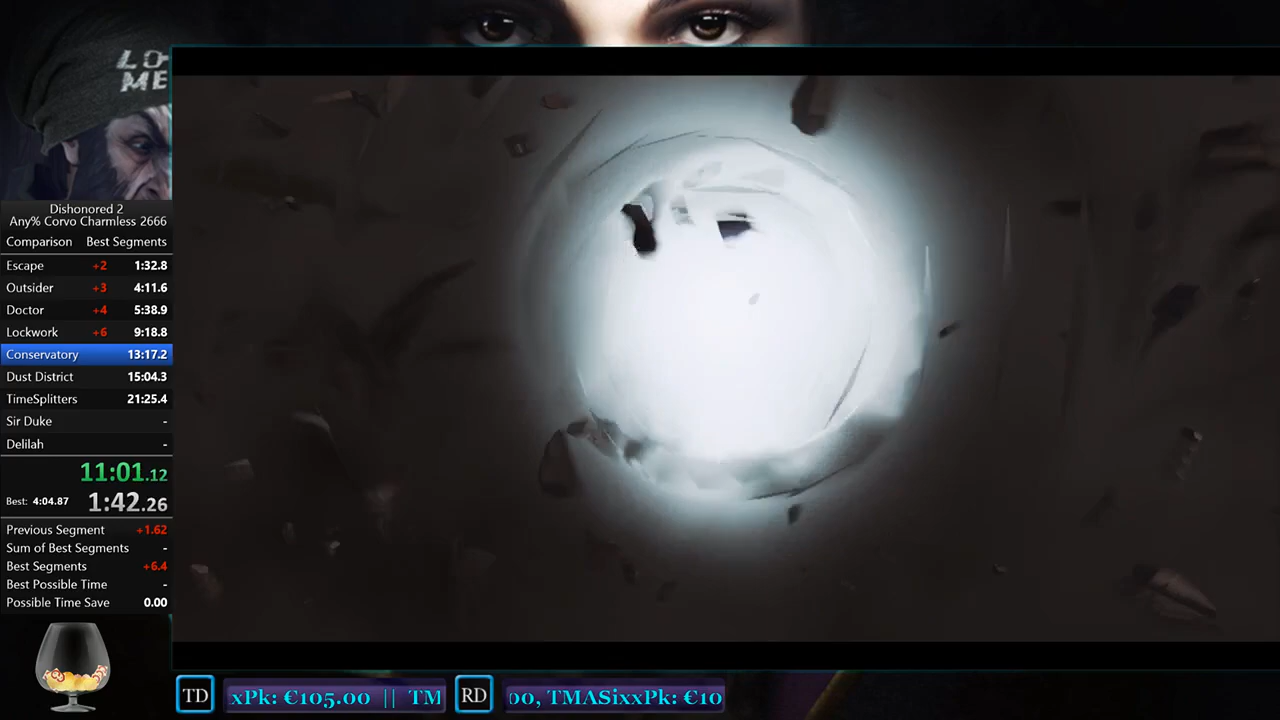 LO
ME
Dishonored 2
Any% Corvo Charmless 2666
Comparison Best Segments
Escape +2 1:32.8
Outsider +3 4:11.6
Doctor +4 5:38.9
Lockwork +6 9:18.8
Conservatory 13:17.2
Dust District 15:04.3
TimeSplitters 21:25.4
Sir Duke -
Delilah -
11:01.12
Best: 4:04.87 1:42.26
Previous Segment +1.62
Sum of Best Segments -
Best Segments +6.4
Best Possible Time -
Possible Time Save 0.00
TD xPk: €105.00 || TM RD 00, TMASixxPk: €10